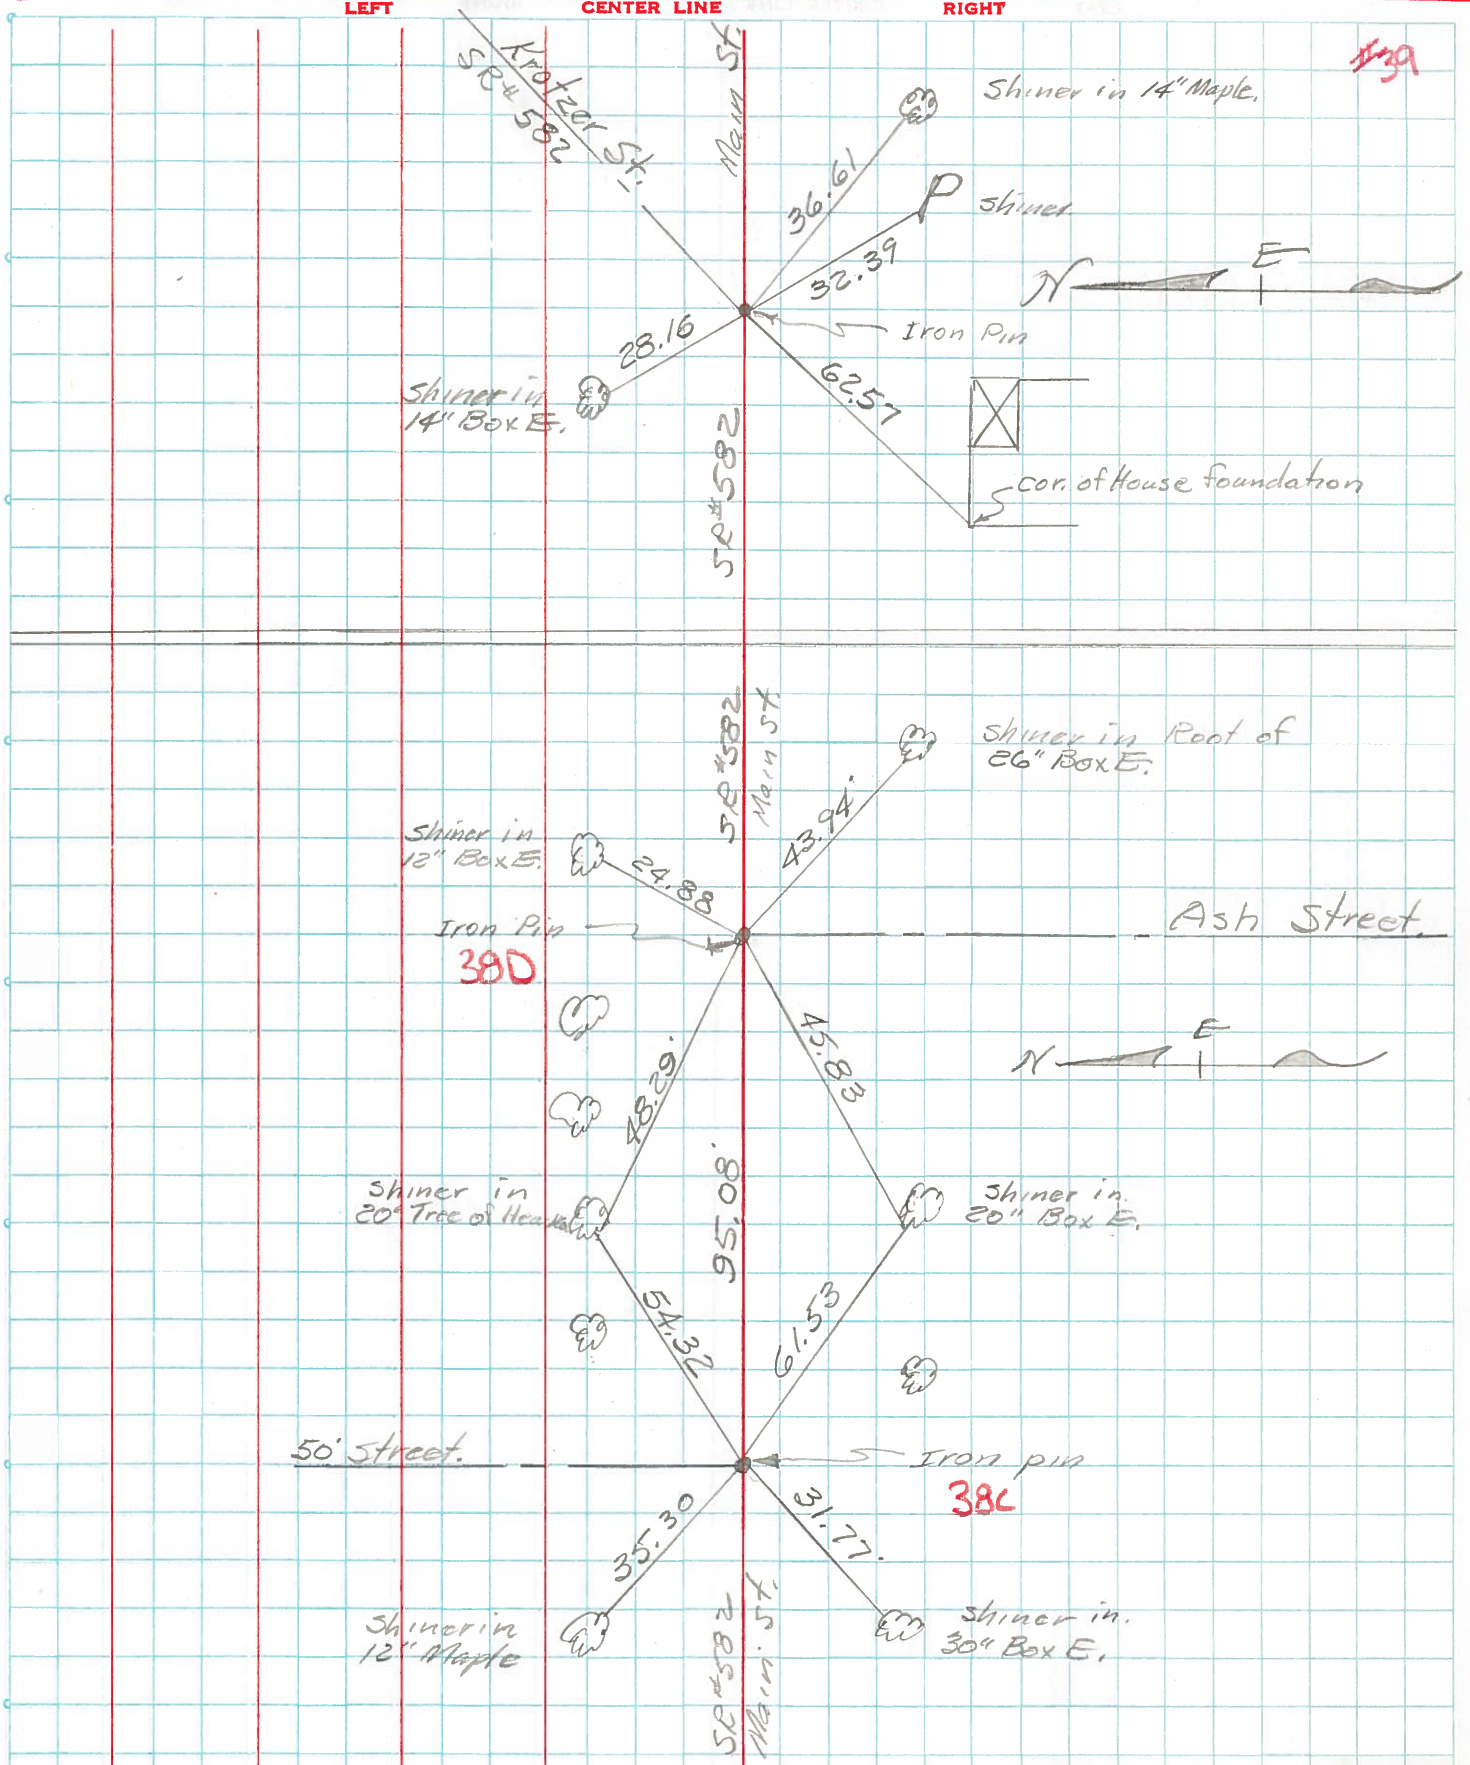 LEFT
CENTER LINE
RIGHT
#39
Krotzer St.
SR# 582
Main St.
Shiner in 14" Maple.
36.61
P
Shiner
32.39
N
E
Iron Pin
28.16
Shiner in
14" Box E.
62.57
SR#582
cor. of House foundation
SR#582
Main St.
Shiner in Root of
26" Box E.
43.94'
Shiner in
12" Box E.
24.88
Iron Pin
38D
Ash Street.
N
E
48.29'
45.83
95.08'
Shiner in
20" Tree of
Shiner in
20" Box E.
54.32
61.53
50' Street.
Iron pin
38C
35.30
31.77
Shiner in
12" Maple
Shiner in.
30" Box E.
SR#582
Main St.